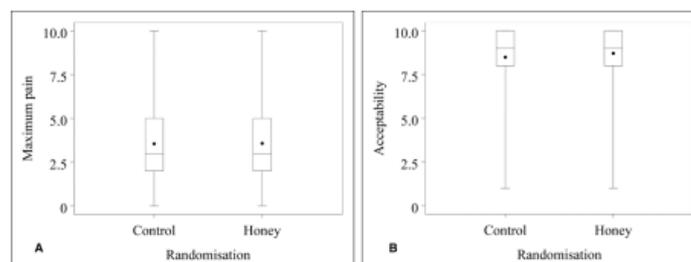 10.0
7.5
5.0
2.5
0
Maximum pain
Control Honey
Randomisation
A
10.0
7.5
5.0
2.5
0
Acceptability
Control Honey
Randomisation
B